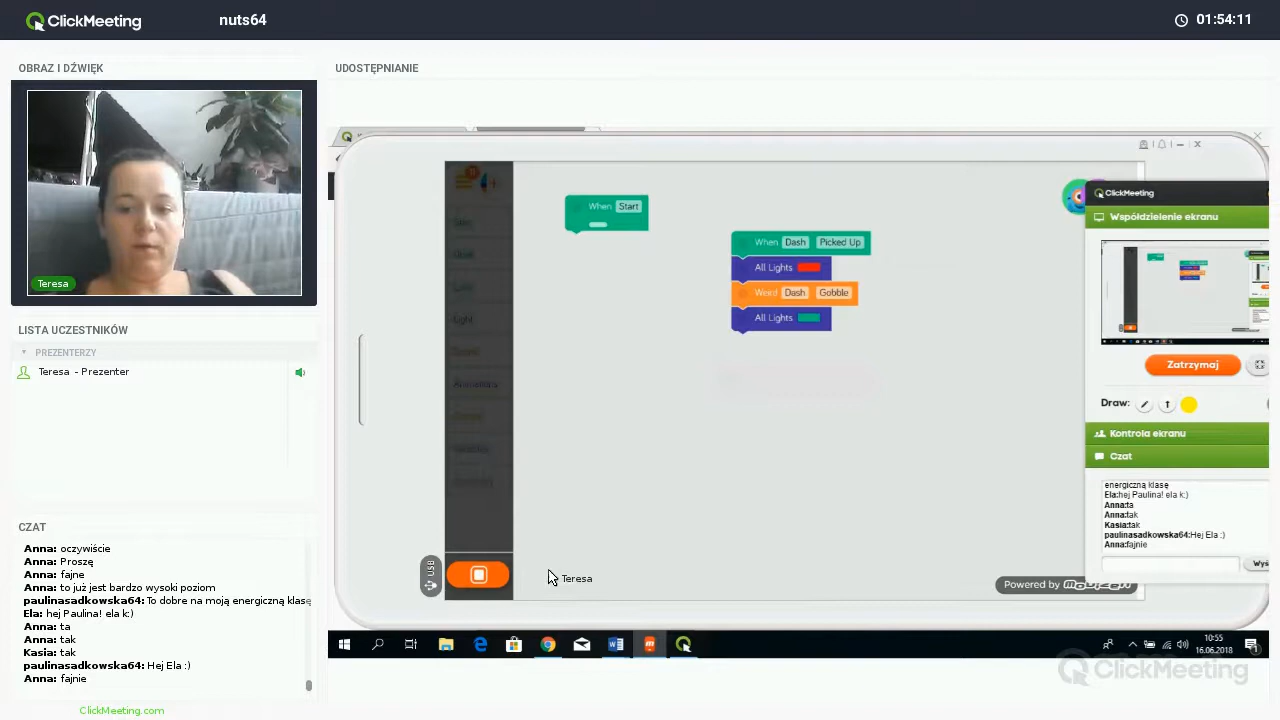 ClickMeeting
nuts64
01:54:11
OBRAZ I DŹWIĘK
Teresa
LISTA UCZESTNIKÓW
PREZENTERZY
Teresa - Prezenter
CZAT
Anna: oczywiście
Anna: Proszę
Anna: fajne
Anna: to już jest bardzo wysoki poziom
paulinasadkowska64: To dobre na moją energiczną klasę
Ela: hej Paulina! ela k:)
Anna: ta
Anna: tak
Kasia: tak
paulinasadkowska64: Hej Ela :)
Anna: fajnie
ClickMeeting.com
UDOSTĘPNIANIE
When Start
When Dash Picked Up
All Lights
Weird Dash Gobble
All Lights
Light
Animations
USB
Teresa
Powered by
ClickMeeting
Współdzielenie ekranu
Zatrzymaj
Draw:
Kontrola ekranu
Czat
energiczną klasę
Ela:hej Paulina! ela k:)
Anna:ta
Anna:tak
Kasia:tak
paulinasadkowska64:Hej Ela :)
Anna:fajnie
10:55
16.06.2018
ClickMeeting